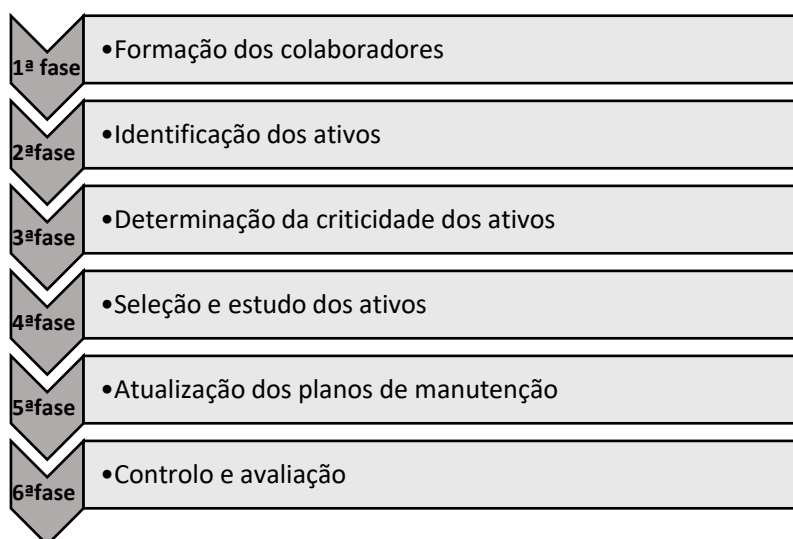 1ª fase •Formação dos colaboradores
2ªfase •Identificação dos ativos
3ªfase •Determinação da criticidade dos ativos
4ªfase •Seleção e estudo dos ativos
5ªfase •Atualização dos planos de manutenção
6ªfase •Controlo e avaliação